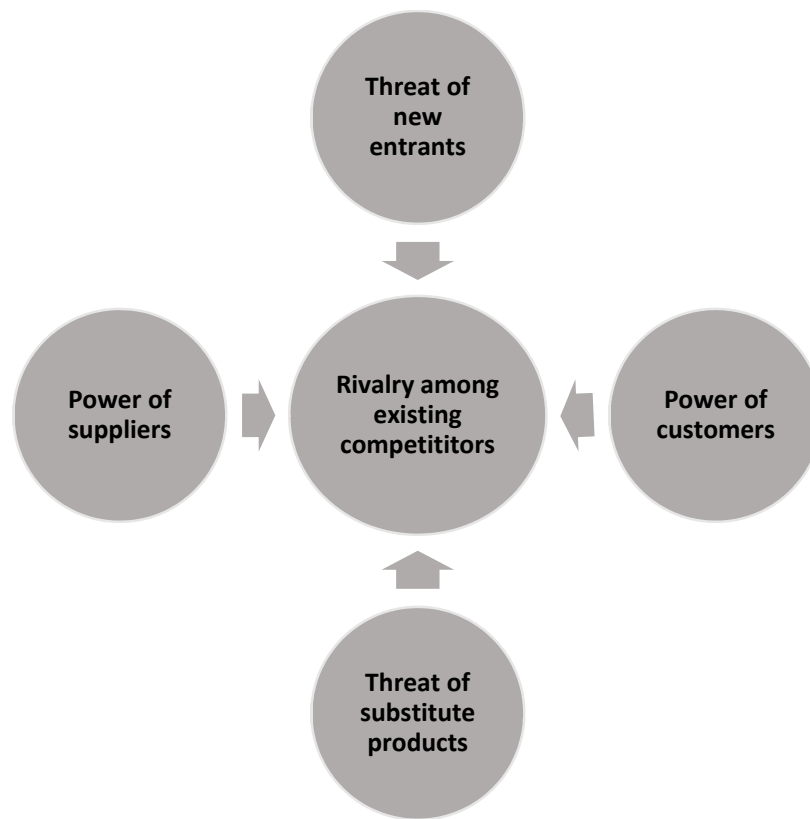 Threat of
new
entrants
Power of
suppliers
Rivalry among
existing
competititors
Power of
customers
Threat of
substitute
products